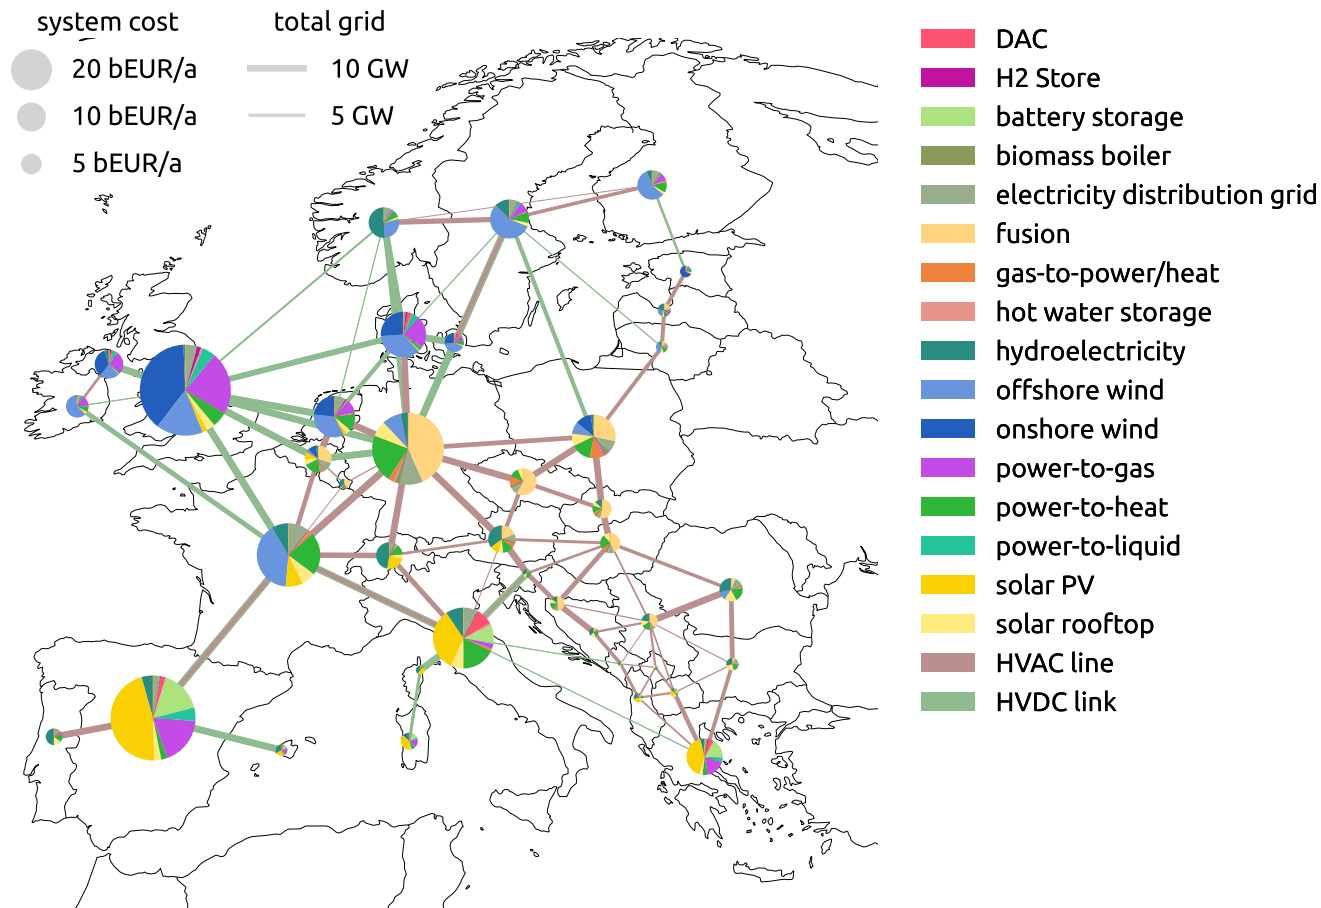 system cost
20 bEUR/a
10 bEUR/a
5 bEUR/a
total grid
10 GW
5 GW
DAC
H2 Store
battery storage
biomass boiler
electricity distribution grid
fusion
gas-to-power/heat
hot water storage
hydroelectricity
offshore wind
onshore wind
power-to-gas
power-to-heat
power-to-liquid
solar PV
solar rooftop
HVAC line
HVDC link